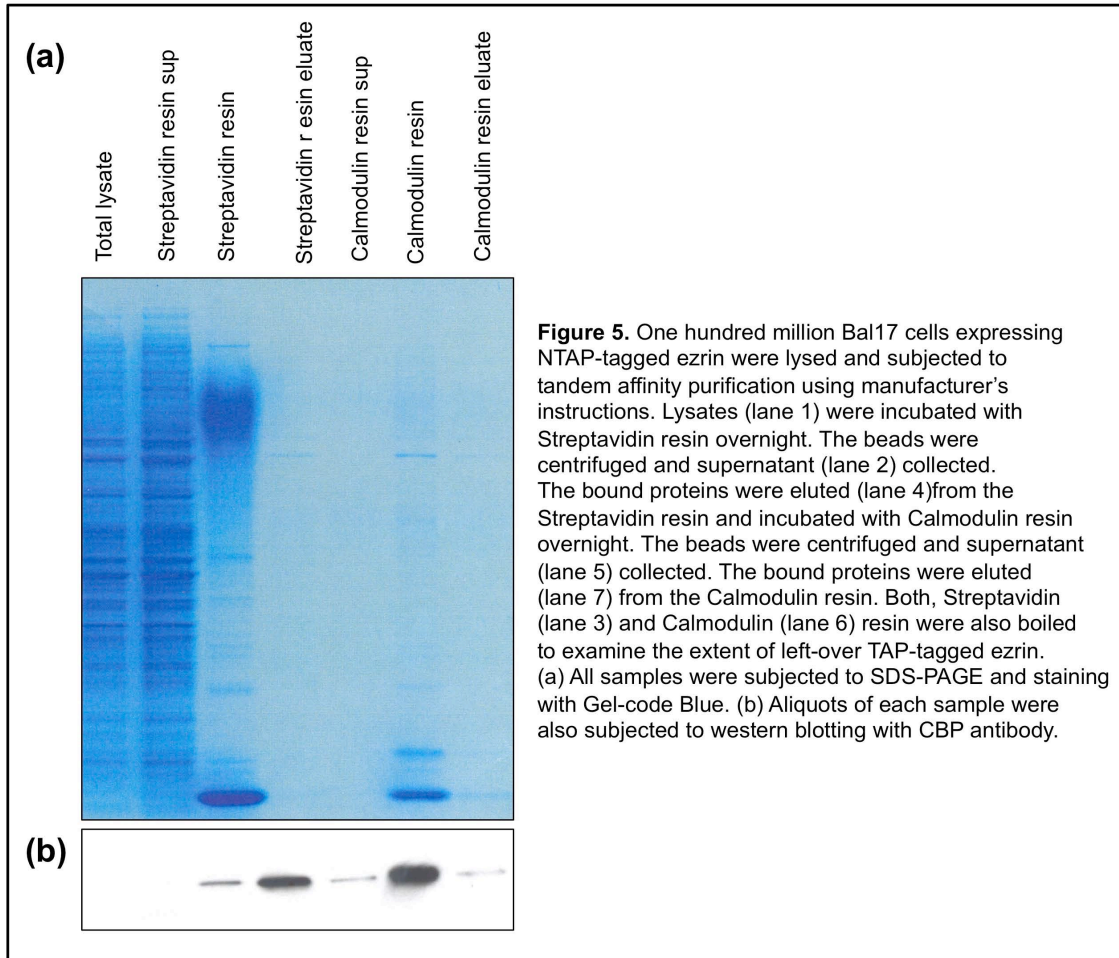 (a)
Total lysate
Streptavidin resin sup
Streptavidin resin
Streptavidin r esin eluate
Calmodulin resin sup
Calmodulin resin
Calmodulin resin eluate
Figure 5. One hundred million Bal17 cells expressing
NTAP-tagged ezrin were lysed and subjected to
tandem affinity purification using manufacturer's
instructions. Lysates (lane 1) were incubated with
Streptavidin resin overnight. The beads were
centrifuged and supernatant (lane 2) collected.
The bound proteins were eluted (lane 4)from the
Streptavidin resin and incubated with Calmodulin resin
overnight. The beads were centrifuged and supernatant
(lane 5) collected. The bound proteins were eluted
(lane 7) from the Calmodulin resin. Both, Streptavidin
(lane 3) and Calmodulin (lane 6) resin were also boiled
to examine the extent of left-over TAP-tagged ezrin.
(a) All samples were subjected to SDS-PAGE and staining
with Gel-code Blue. (b) Aliquots of each sample were
also subjected to western blotting with CBP antibody.
(b)